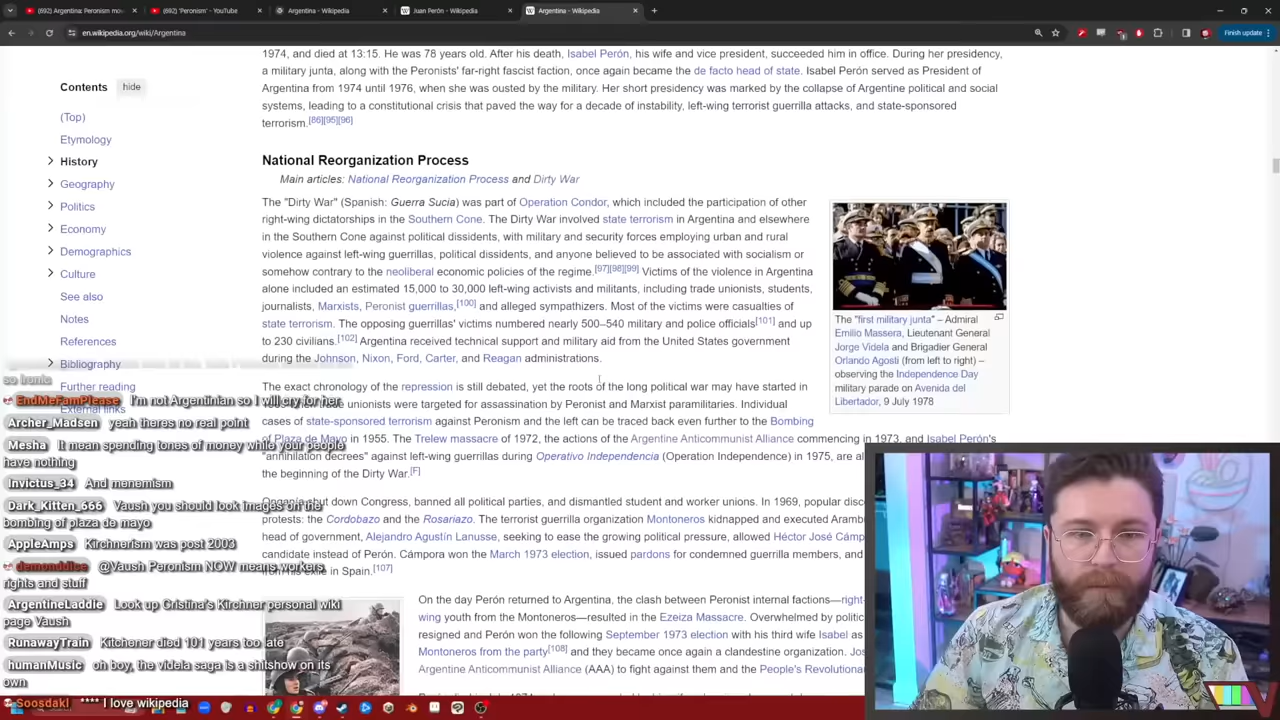 (692) Argentina: Peronism mo
(692) 'Peronism' - YouTube
Argentina - Wikipedia
Juan Perón - Wikipedia
Argentina - Wikipedia
en.wikipedia.org/wiki/Argentina
Finish update
Contents hide
(Top)
Etymology
History
Geography
Politics
Economy
Demographics
Culture
See also
Notes
References
Bibliography
Further reading
External links
1974, and died at 13:15. He was 78 years old. After his death, Isabel Perón, his wife and vice president, succeeded him in office. During her presidency,
a military junta, along with the Peronists' far-right fascist faction, once again became the de facto head of state. Isabel Perón served as President of
Argentina from 1974 until 1976, when she was ousted by the military. Her short presidency was marked by the collapse of Argentine political and social
systems, leading to a constitutional crisis that paved the way for a decade of instability, left-wing terrorist guerrilla attacks, and state-sponsored
terrorism.[86][95][96]
National Reorganization Process
Main articles: National Reorganization Process and Dirty War
The "Dirty War" (Spanish: Guerra Sucia) was part of Operation Condor, which included the participation of other
right-wing dictatorships in the Southern Cone. The Dirty War involved state terrorism in Argentina and elsewhere
in the Southern Cone against political dissidents, with military and security forces employing urban and rural
violence against left-wing guerrillas, political dissidents, and anyone believed to be associated with socialism or
somehow contrary to the neoliberal economic policies of the regime.[97][98][99] Victims of the violence in Argentina
alone included an estimated 15,000 to 30,000 left-wing activists and militants, including trade unionists, students,
journalists, Marxists, Peronist guerrillas,[100] and alleged sympathizers. Most of the victims were casualties of
state terrorism. The opposing guerrillas' victims numbered nearly 500–540 military and police officials[101] and up
to 230 civilians.[102] Argentina received technical support and military aid from the United States government
during the Johnson, Nixon, Ford, Carter, and Reagan administrations.
The "first military junta" – Admiral
Emilio Massera, Lieutenant General
Jorge Videla and Brigadier General
Orlando Agosti (from left to right) –
observing the Independence Day
military parade on Avenida del
Libertador, 9 July 1978
The exact chronology of the repression is still debated, yet the roots of the long political war may have started in
unionists were targeted for assassination by Peronist and Marxist paramilitaries. Individual
cases of state-sponsored terrorism against Peronism and the left can be traced back even further to the Bombing
of Plaza de Mayo in 1955. The Trelew massacre of 1972, the actions of the Argentine Anticommunist Alliance commencing in 1973, and Isabel Perón's
"annihilation decrees" against left-wing guerrillas during Operativo Independencia (Operation Independence) in 1975, are al
the beginning of the Dirty War.[F]
Onganía shut down Congress, banned all political parties, and dismantled student and worker unions. In 1969, popular disco
protests: the Cordobazo and the Rosariazo. The terrorist guerrilla organization Montoneros kidnapped and executed Arambu
head of government, Alejandro Agustín Lanusse, seeking to ease the growing political pressure, allowed Héctor José Cámp
candidate instead of Perón. Cámpora won the March 1973 election, issued pardons for condemned guerrilla members, and
from his exile in Spain.[107]
On the day Perón returned to Argentina, the clash between Peronist internal factions—right-
wing youth from the Montoneros—resulted in the Ezeiza Massacre. Overwhelmed by politic
resigned and Perón won the following September 1973 election with his third wife Isabel as
Montoneros from the party[108] and they became once again a clandestine organization. Jos
Argentine Anticommunist Alliance (AAA) to fight against them and the People's Revolutiona
so ironic
EndMeFamPlease I'm not Argentinian so I will cry for her
Archer_Madsen yeah theres no real point
Mesha It mean spending tones of money while your people
have nothing
Invictus_34 And menemism
Dark_Kitten_666 Vaush you should look images on the
bombing of plaza de mayo
AppleAmps Kirchnerism was post 2003
demonddice @Vaush Peronism NOW means workers
rights and stuff
ArgentineLaddie Look up Cristina's Kirchner personal wiki
page Vaush
RunawayTrain Kitchener died 101 years too late
humanMusic oh boy, the videla saga is a shitshow on its
own
Soosdakl **** I love wikipedia